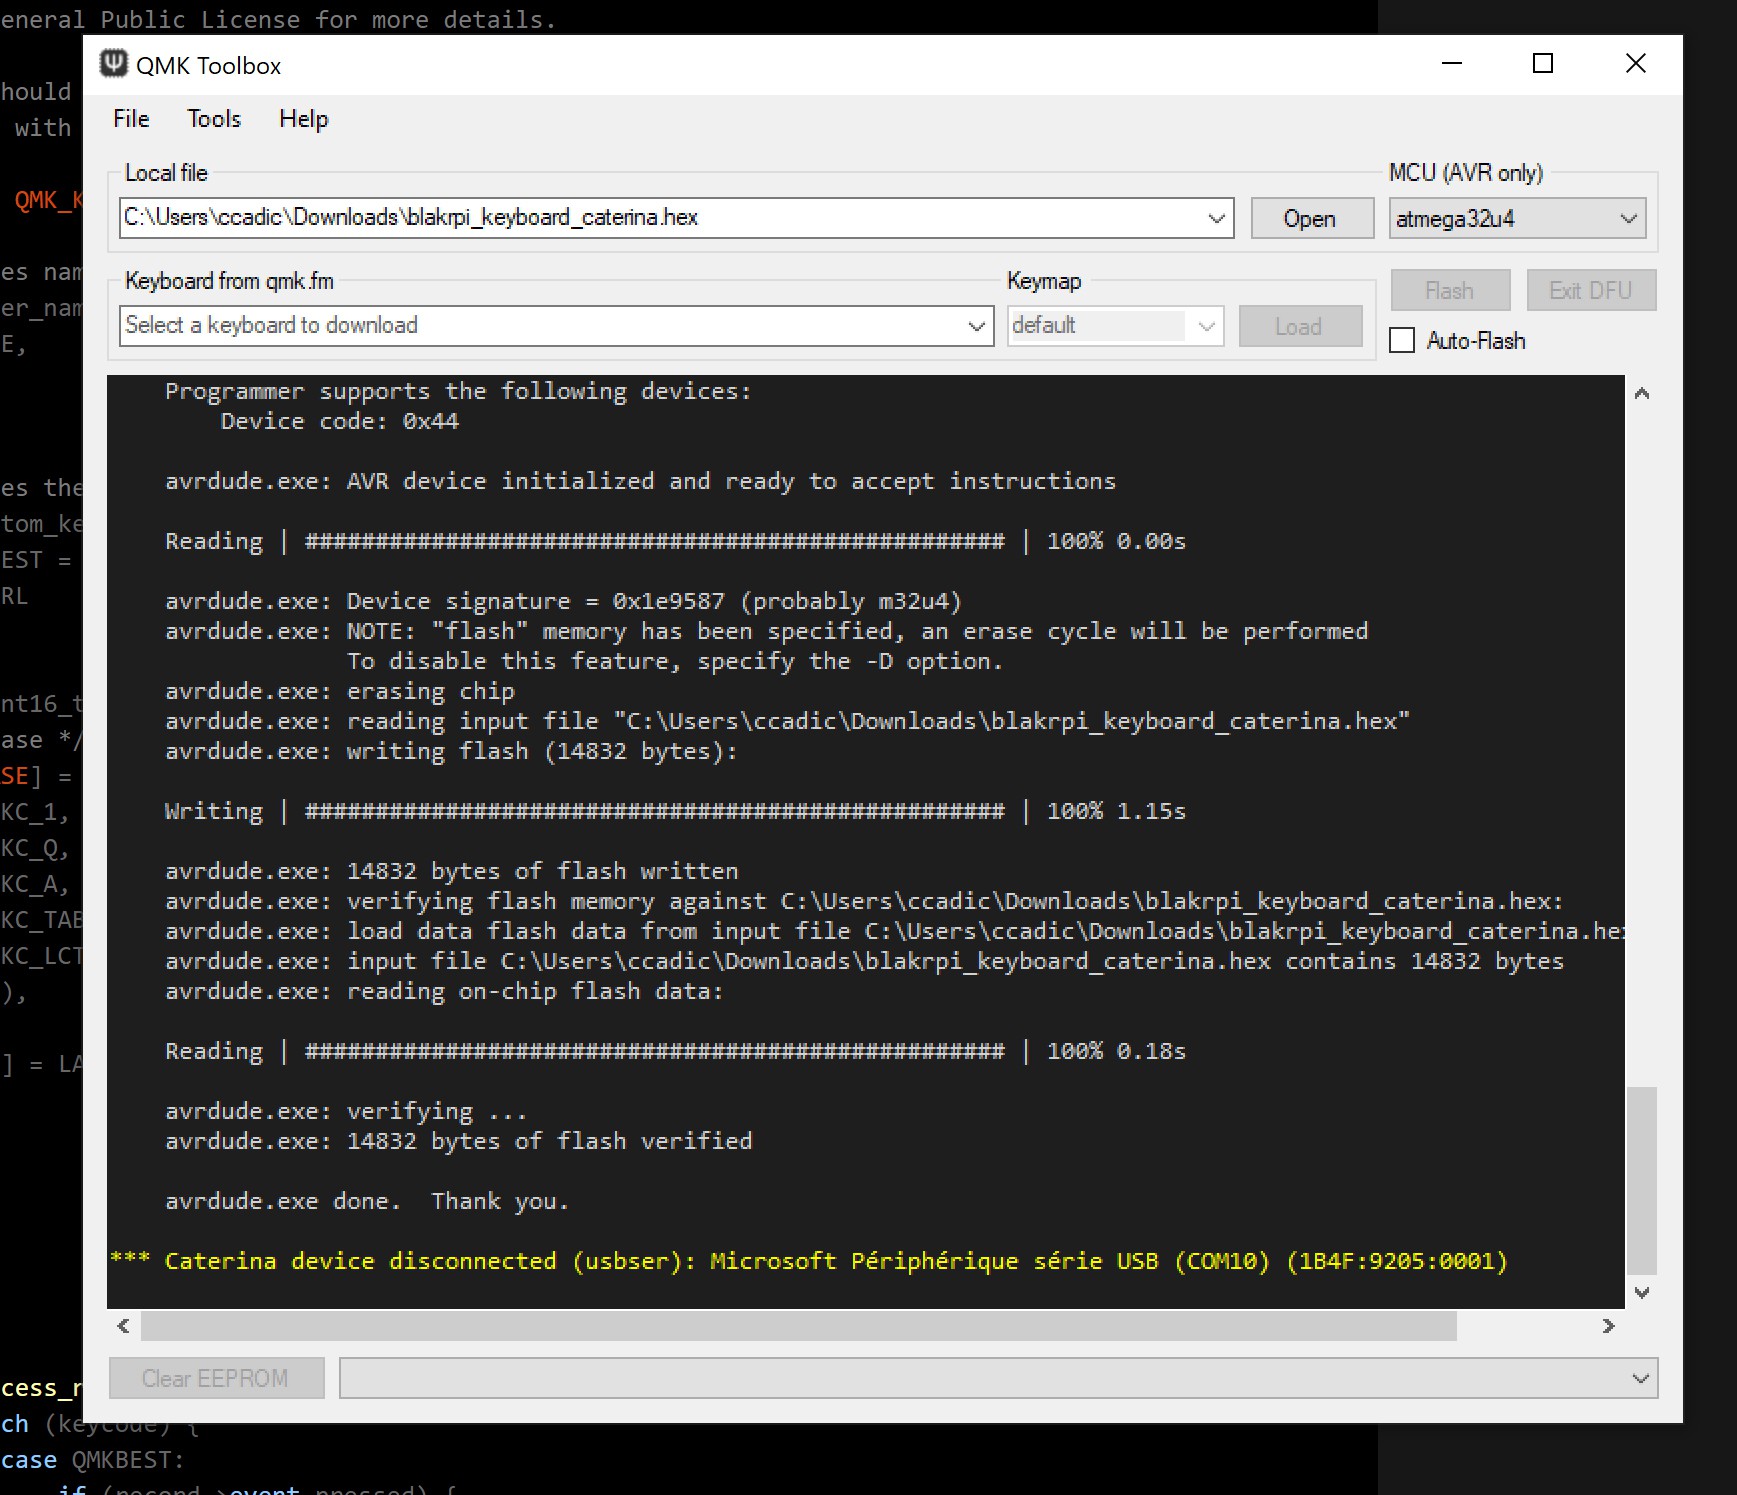 eneral Public License for more details.
QMK Toolbox
hould
with
File Tools Help
Local file
MCU (AVR only)
QMK_K
C:\Users\ccadic\Downloads\blakrpi_keyboard_caterina.hex
Open
atmega32u4
es nam
Keyboard from qmk.fm
Keymap
Flash
Exit DFU
er_nam
Select a keyboard to download
default
Load
E,
Auto-Flash
Programmer supports the following devices:
Device code: 0x44
avrdude.exe: AVR device initialized and ready to accept instructions
es the
tom_ke
Reading | ################################################## | 100% 0.00s
EST =
RL
avrdude.exe: Device signature = 0x1e9587 (probably m32u4)
avrdude.exe: NOTE: "flash" memory has been specified, an erase cycle will be performed
To disable this feature, specify the -D option.
avrdude.exe: erasing chip
nt16_t
avrdude.exe: reading input file "C:\Users\ccadic\Downloads\blakrpi_keyboard_caterina.hex"
ase */
avrdude.exe: writing flash (14832 bytes):
SE] =
KC_1,
Writing | ################################################## | 100% 1.15s
KC_Q,
avrdude.exe: 14832 bytes of flash written
KC_A,
avrdude.exe: verifying flash memory against C:\Users\ccadic\Downloads\blakrpi_keyboard_caterina.hex:
KC_TAB
avrdude.exe: load data flash data from input file C:\Users\ccadic\Downloads\blakrpi_keyboard_caterina.hex
KC_LCT
avrdude.exe: input file C:\Users\ccadic\Downloads\blakrpi_keyboard_caterina.hex contains 14832 bytes
),
avrdude.exe: reading on-chip flash data:
Reading | ################################################## | 100% 0.18s
] = LA
avrdude.exe: verifying ...
avrdude.exe: 14832 bytes of flash verified
avrdude.exe done.  Thank you.
*** Caterina device disconnected (usbser): Microsoft Périphérique série USB (COM10) (1B4F:9205:0001)
Clear EEPROM
cess_r
ch (keycode) {
case QMKBEST:
if (record->event.pressed) {